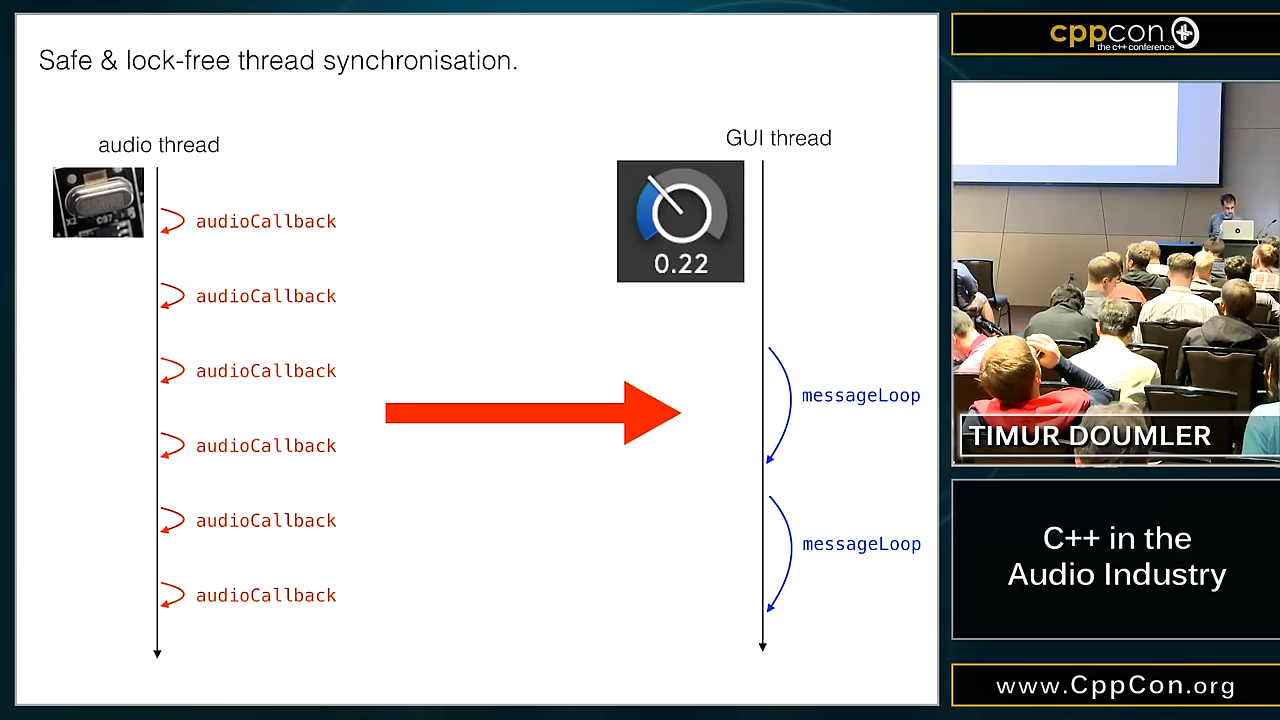 Safe & lock-free thread synchronisation.
audio thread
GUI thread
X2
0.22
audioCallback
audioCallback
audioCallback
audioCallback
audioCallback
audioCallback
messageLoop
messageLoop
cppcon
the c++ conference
TIMUR DOUMLER
C++ in the
Audio Industry
www.CppCon.org